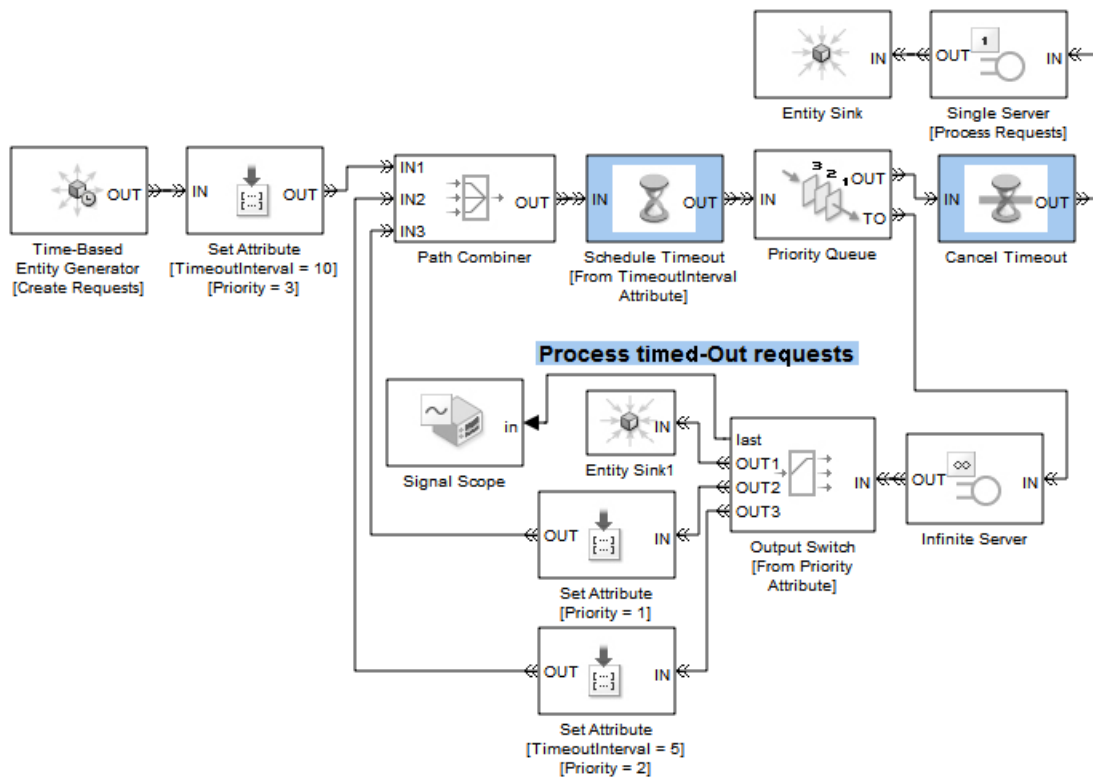 1
OUT
IN
IN
OUT
IN
Entity Sink
Single Server
[Process Requests]
OUT
IN
OUT
IN1
IN2
IN3
OUT
IN
OUT
IN
3
2
1
OUT
TO
IN
OUT
Time-Based
Entity Generator
[Create Requests]
Set Attribute
[TimeoutInterval = 10]
[Priority = 3]
Path Combiner
Schedule Timeout
[From TimeoutInterval
Attribute]
Priority Queue
Cancel Timeout
Process timed-Out requests
in
Signal Scope
IN
Entity Sink1
last
OUT1
OUT2
OUT3
IN
Output Switch
[From Priority
Attribute]
∞
OUT
IN
Infinite Server
OUT
IN
Set Attribute
[Priority = 1]
OUT
IN
Set Attribute
[TimeoutInterval = 5]
[Priority = 2]